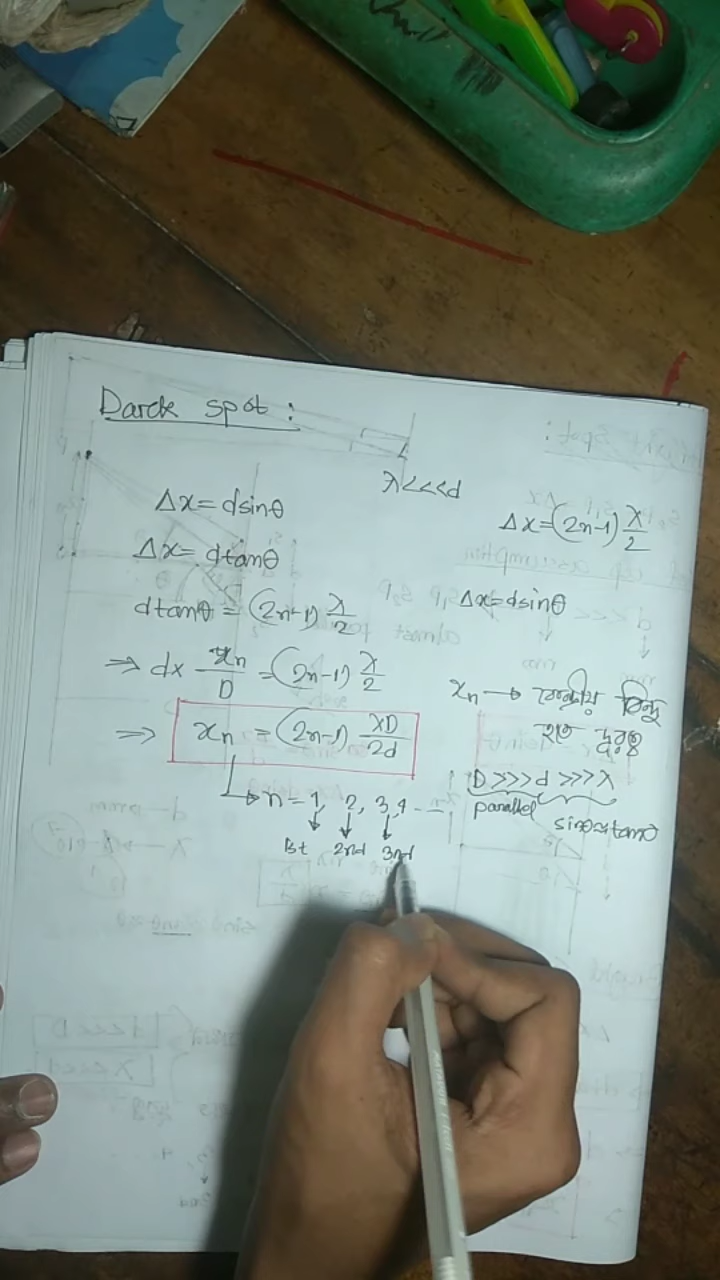 Darck spot :
λ<<<d
Δx = dsinθ
Δx = (2n-1) λ/2
Δx = dtanθ
Δx = dsinθ
dtanθ = (2n-1) λ/2
⇒ d× xn/D = (2n-1) λ/2
xn → কেন্দ্রীয় বিন্দু
হতে দূরত্ব
⇒ xn = (2n-1) λD/2d
D >>> d >>> λ
parallel sinθ≈tanθ
→ n = 1, 2, 3, 4 - -
1st 2nd 3rd